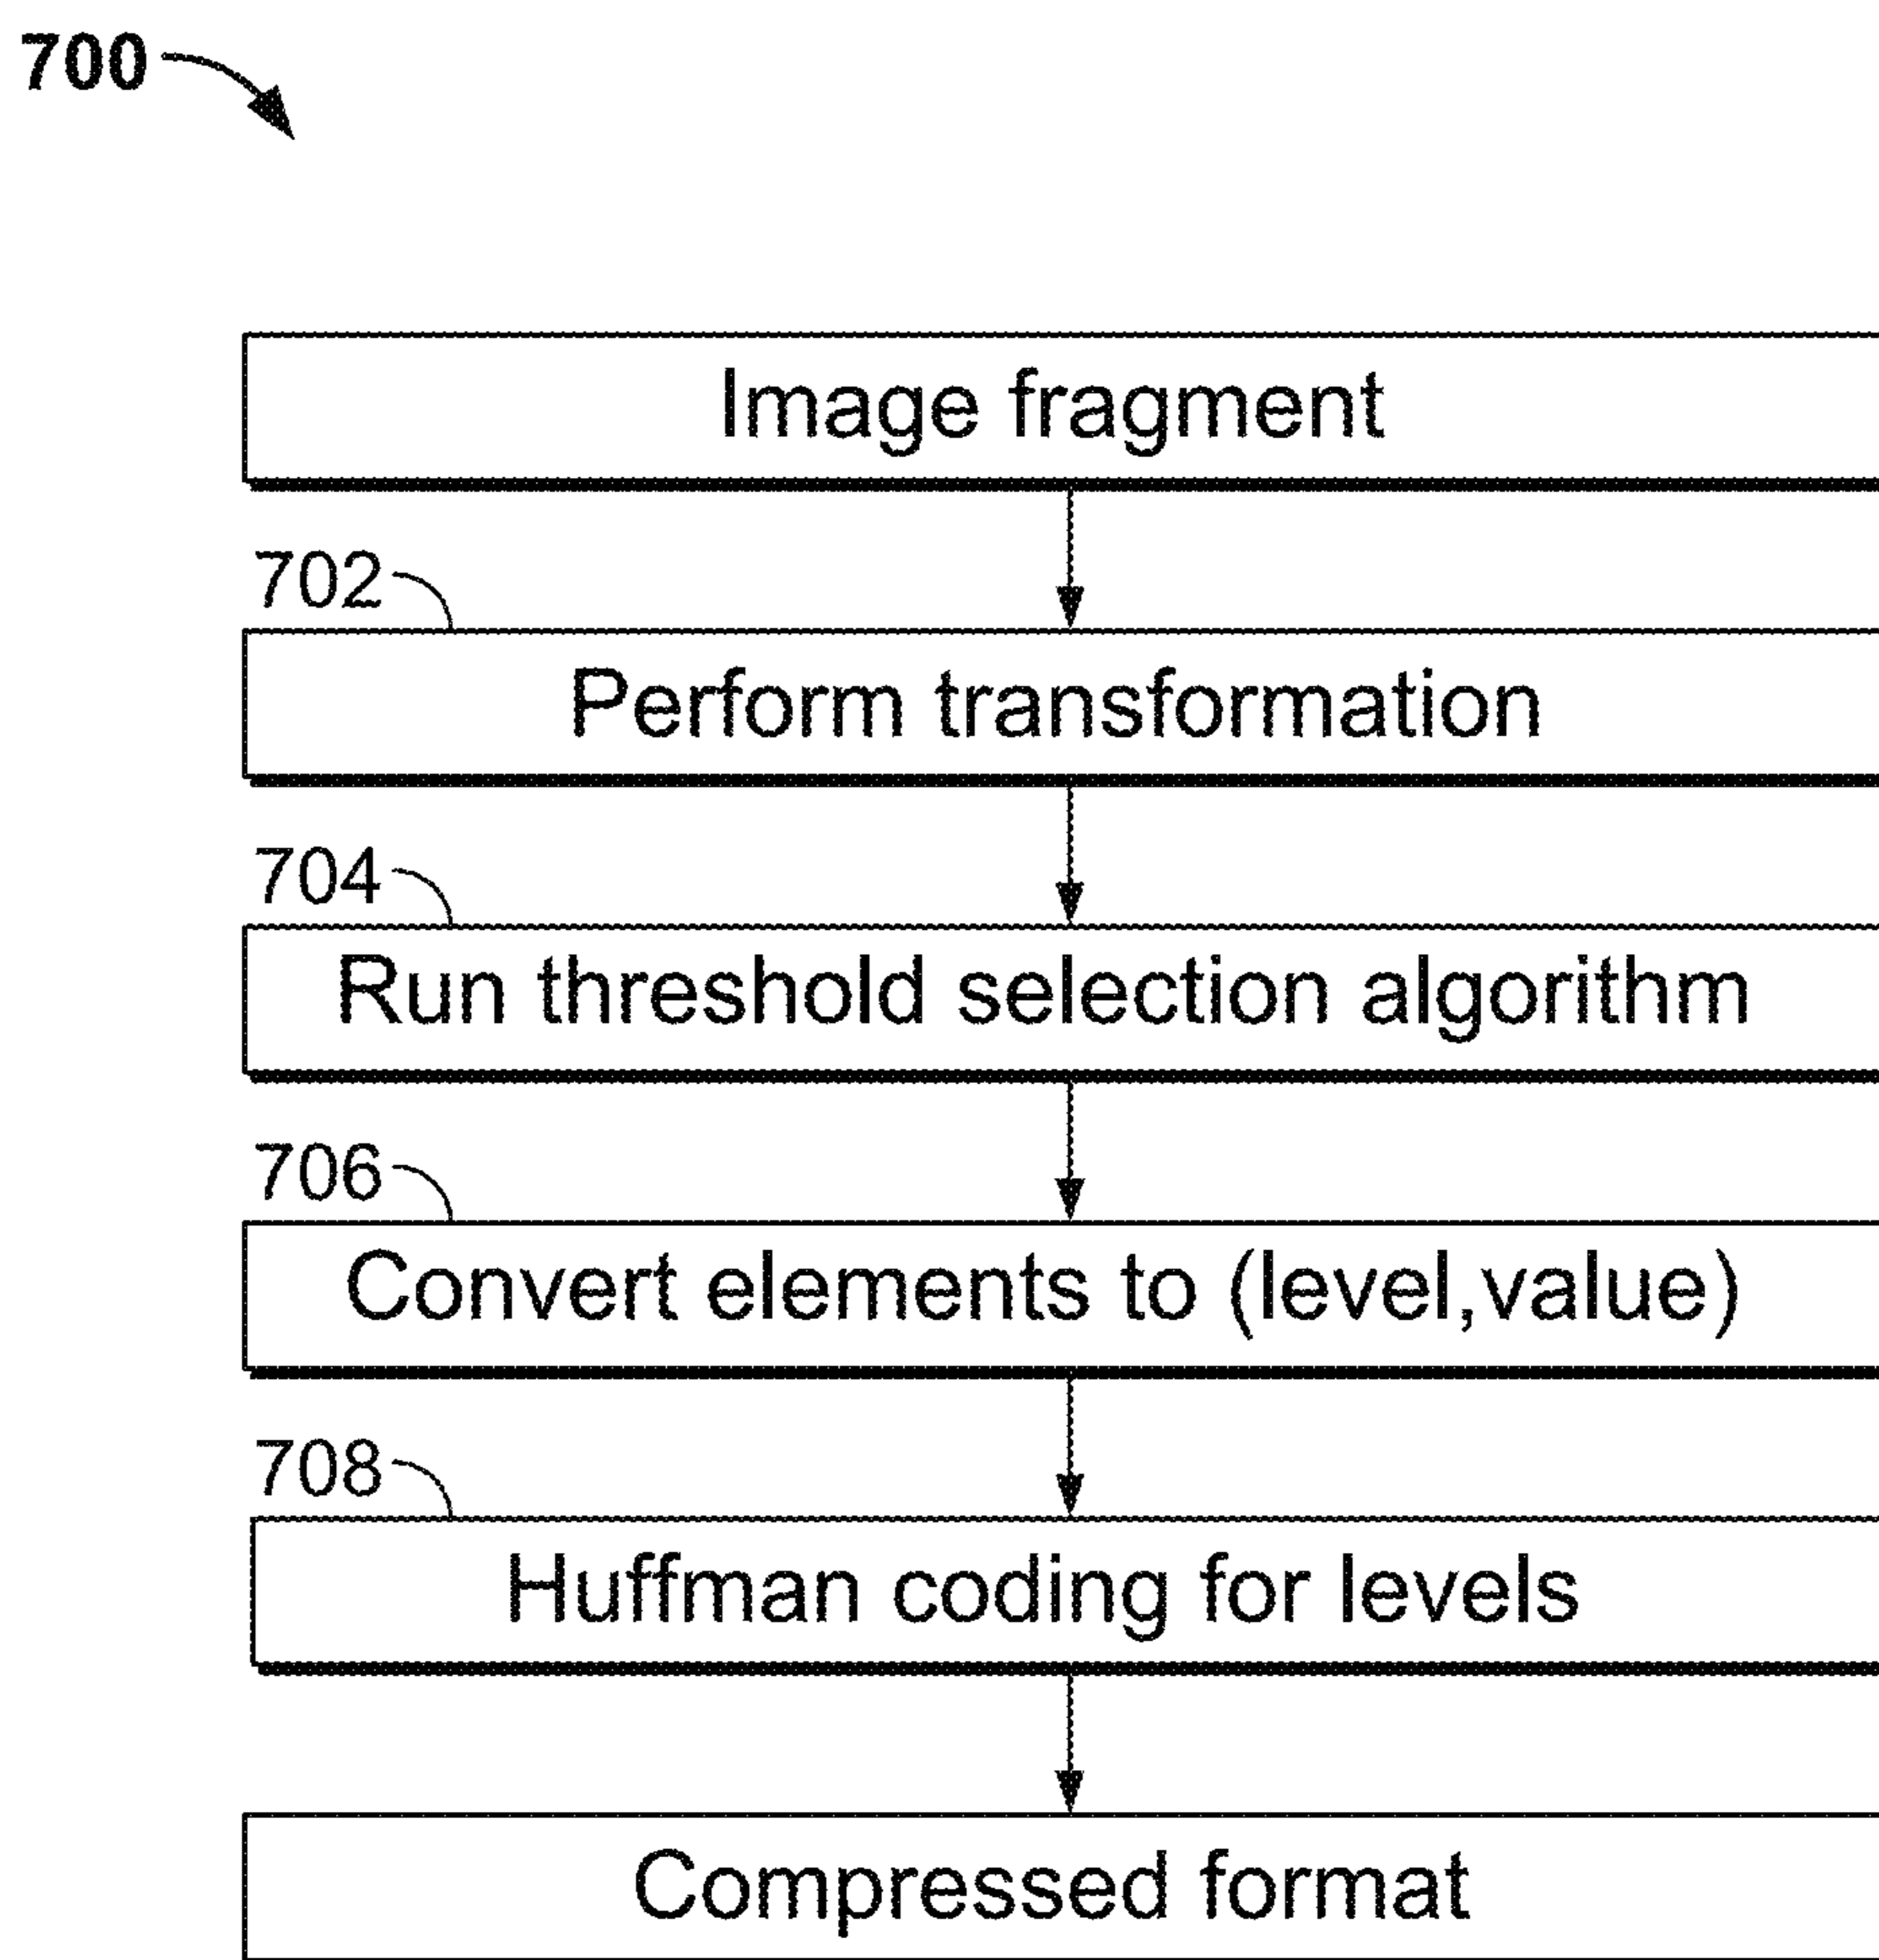 700
Image fragment
702
Perform transformation
704
Run threshold selection algorithm
706
Convert elements to (level,value)
708
Huffman coding for levels
Compressed format